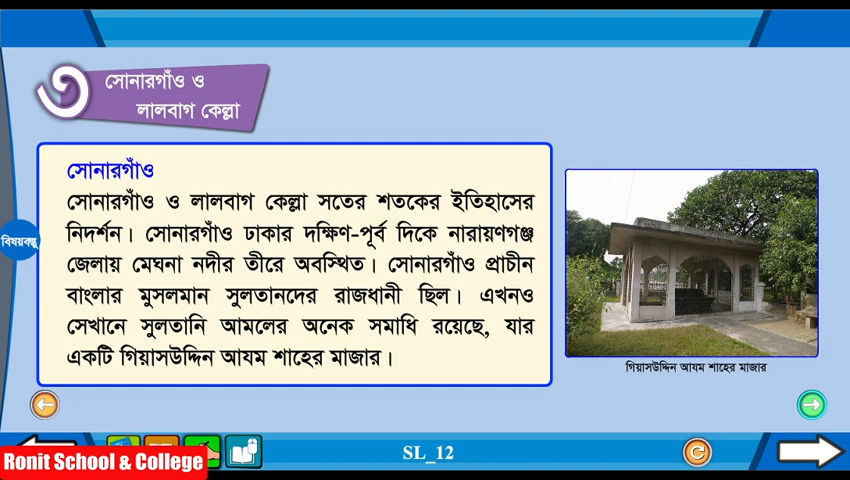 ৩
সোনারগাঁও ও
লালবাগ কেল্লা
সোনারগাঁও
সোনারগাঁও ও লালবাগ কেল্লা সতের শতকের ইতিহাসের
নিদর্শন। সোনারগাঁও ঢাকার দক্ষিণ-পূর্ব দিকে নারায়ণগঞ্জ
জেলায় মেঘনা নদীর তীরে অবস্থিত। সোনারগাঁও প্রাচীন
বাংলার মুসলমান সুলতানদের রাজধানী ছিল। এখনও
সেখানে সুলতানি আমলের অনেক সমাধি রয়েছে, যার
একটি গিয়াসউদ্দিন আযম শাহের মাজার।
বিষয়বস্তু
গিয়াসউদ্দিন আযম শাহের মাজার
SL_12
Ronit School & College